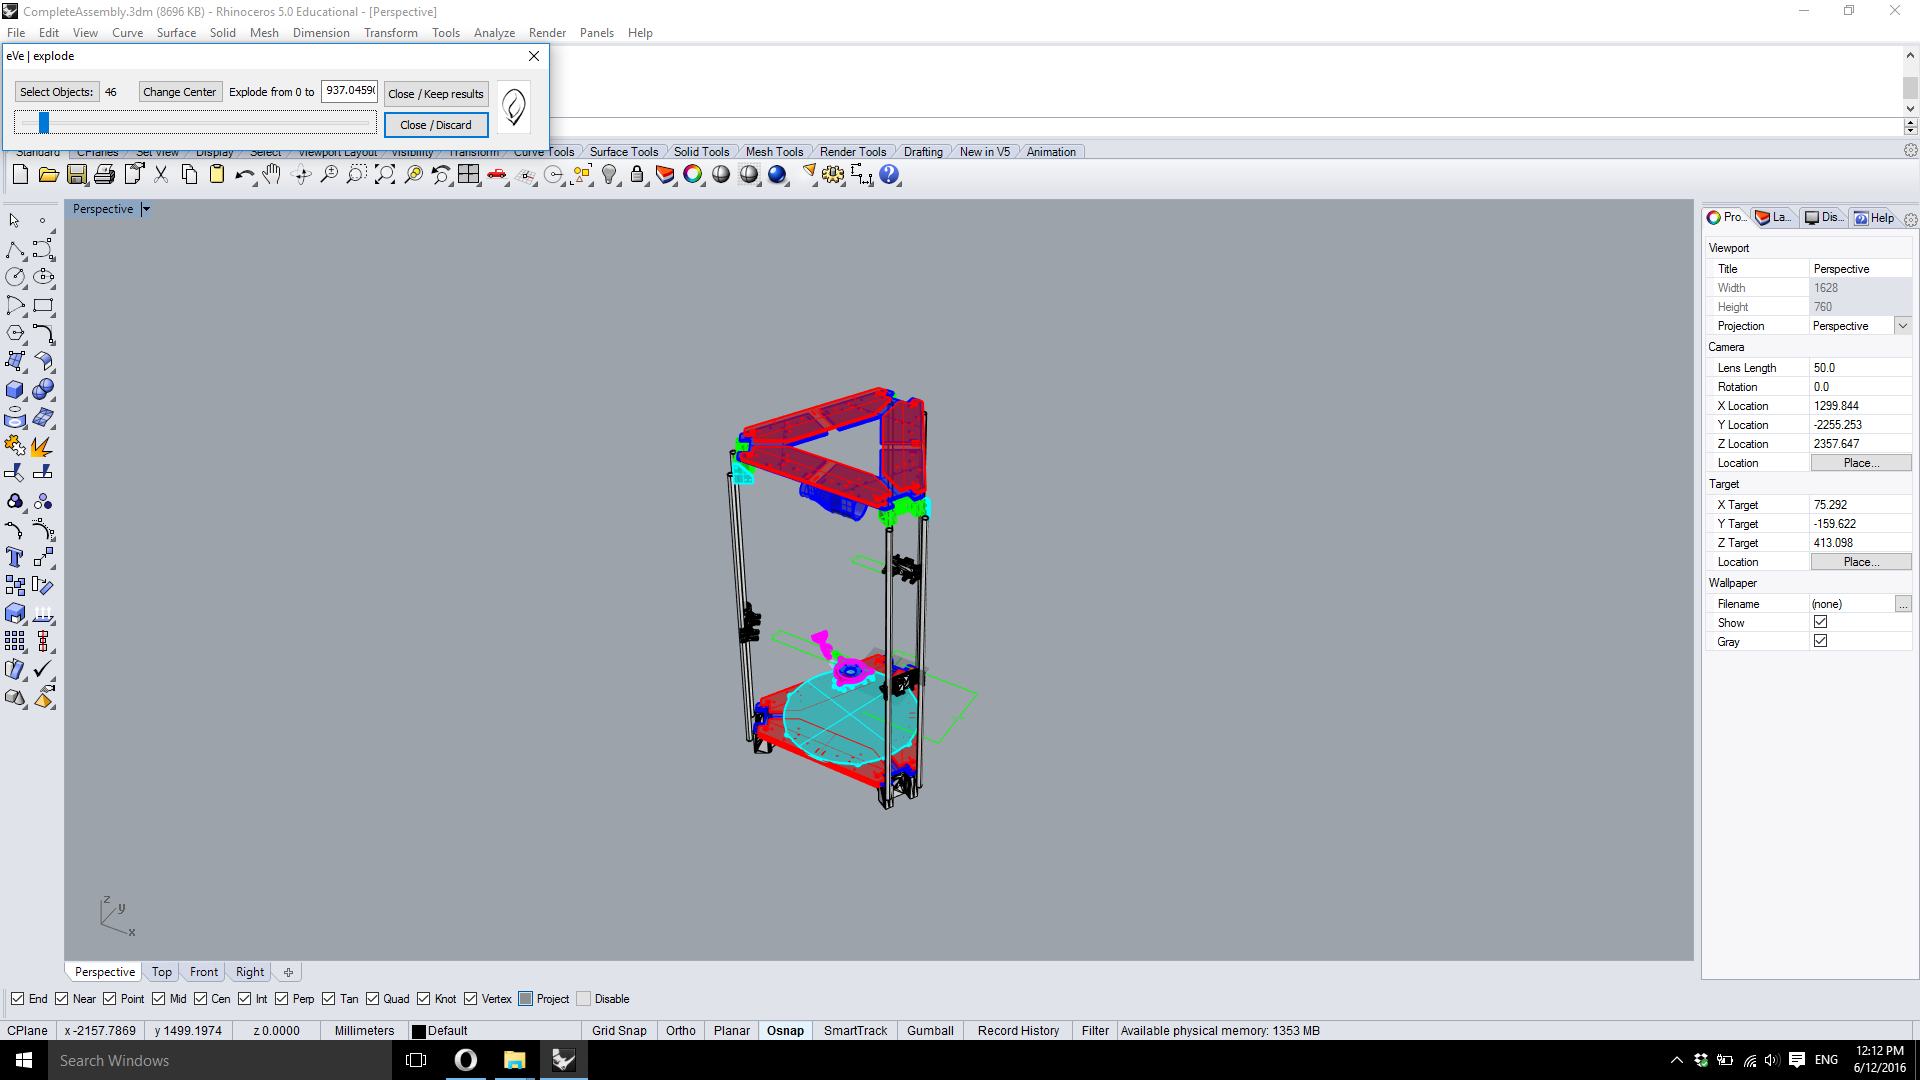 CompleteAssembly.3dm (8696 KB) - Rhinoceros 5.0 Educational - [Perspective]
File Edit View Curve Surface Solid Mesh Dimension Transform Tools Analyze Render Panels Help
eVe | explode
Select Objects: 46 Change Center Explode from 0 to 937.0459 Close / Keep results
Close / Discard
Standard CPlanes Set View Display Select Viewport Layout Visibility Transform Curve Tools Surface Tools Solid Tools Mesh Tools Render Tools Drafting New in V5 Animation
Perspective
Pro... La... Dis... Help
Viewport
Title Perspective
Width 1628
Height 760
Projection Perspective
Camera
Lens Length 50.0
Rotation 0.0
X Location 1299.844
Y Location -2255.253
Z Location 2357.647
Location Place...
Target
X Target 75.292
Y Target -159.622
Z Target 413.098
Location Place...
Wallpaper
Filename (none) ...
Show
Gray
z
y
x
Perspective Top Front Right
End Near Point Mid Cen Int Perp Tan Quad Knot Vertex Project Disable
CPlane x -2157.7869 y 1499.1974 z 0.0000 Millimeters Default Grid Snap Ortho Planar Osnap SmartTrack Gumball Record History Filter Available physical memory: 1353 MB
Search Windows
ENG
12:12 PM
6/12/2016